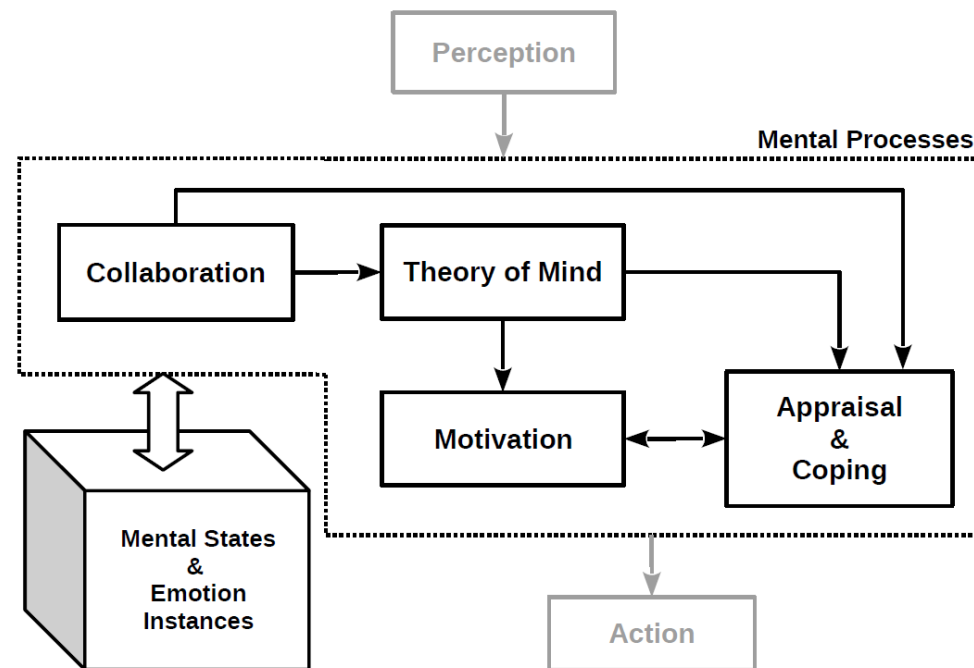 Perception
Mental Processes
Collaboration
Theory of Mind
Motivation
Appraisal
&
Coping
Mental States
&
Emotion
Instances
Action